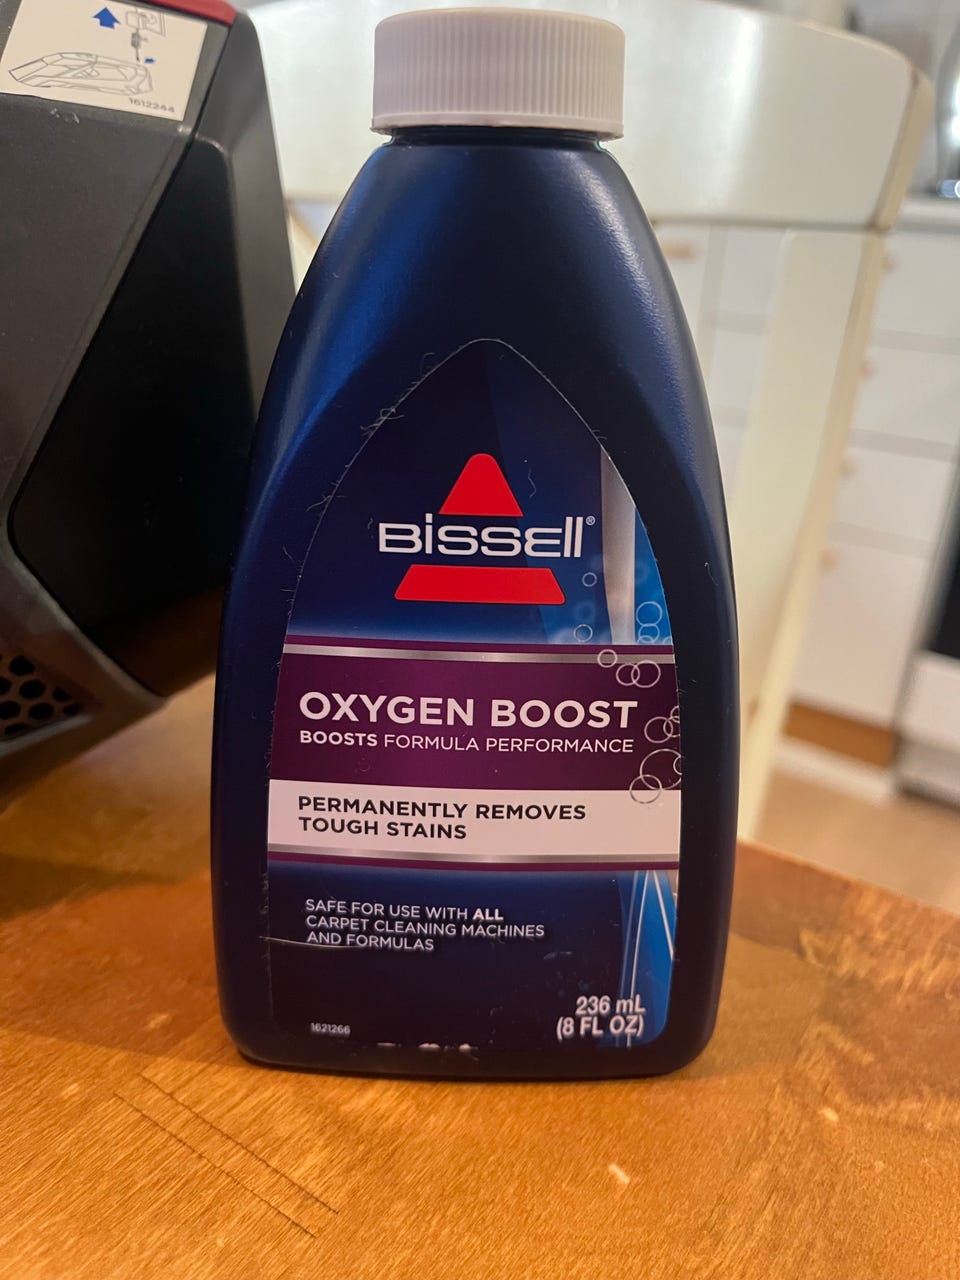 1612244
BISSELL®
OXYGEN BOOST
BOOSTS FORMULA PERFORMANCE
PERMANENTLY REMOVES
TOUGH STAINS
SAFE FOR USE WITH ALL
CARPET CLEANING MACHINES
AND FORMULAS
236 mL
(8 FL OZ)
1621266